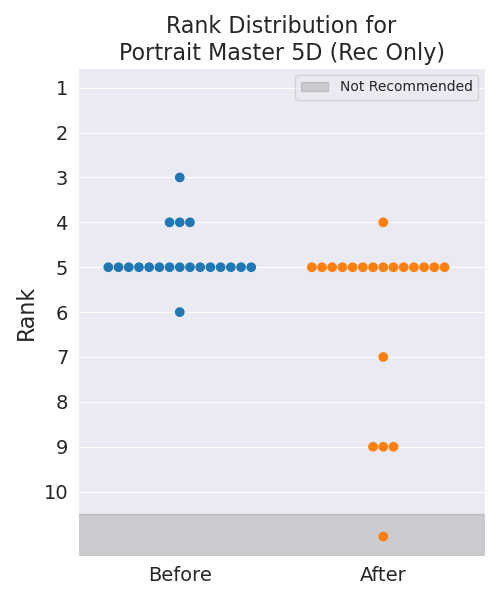 Rank Distribution for
Portrait Master 5D (Rec Only)
Not Recommended
Rank
1
2
3
4
5
6
7
8
9
10
Before
After